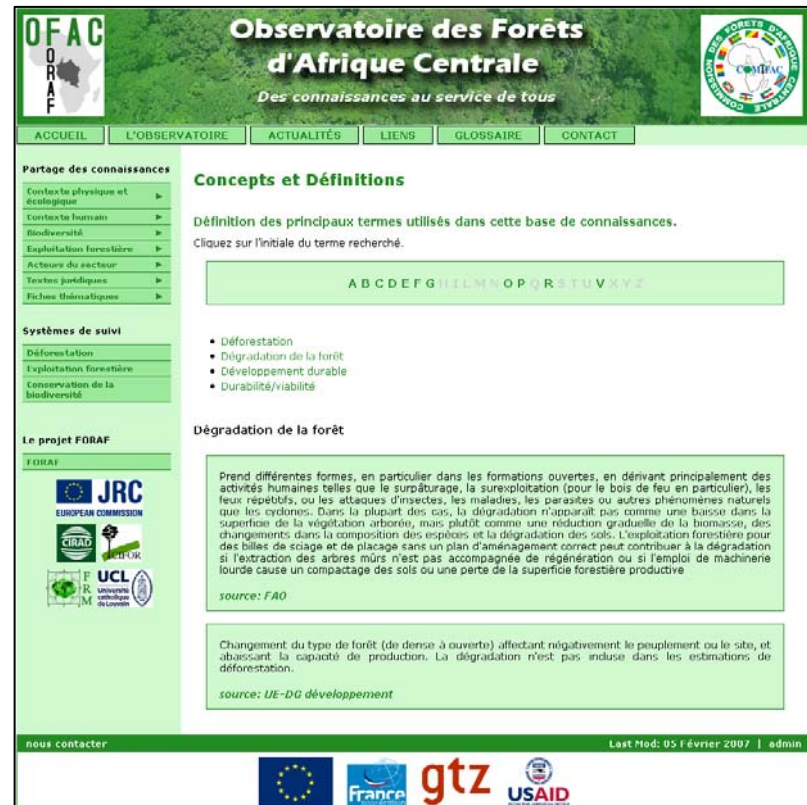 OFAC
ORAF
Observatoire des Forêts
d'Afrique Centrale
Des connaissances au service de tous
COMMISSION DES FORETS D'AFRIQUE CENTRALE
COMIFAC
ACCUEIL L'OBSERVATOIRE ACTUALITÉS LIENS GLOSSAIRE CONTACT
Partage des connaissances
Contexte physique et
écologique
Contexte humain
Biodiversité
Exploitation forestière
Acteurs du secteur
Textes juridiques
Fiches thématiques
Systèmes de suivi
Déforestation
Exploitation forestière
Conservation de la
biodiversité
Le projet FORAF
FORAF
JRC
EUROPEAN COMMISSION
CIRAD
CIFOR
FRM
UCL
Université
catholique
de Louvain
Concepts et Définitions
Définition des principaux termes utilisés dans cette base de connaissances.
Cliquez sur l'initiale du terme recherché.
A B C D E F G H I L M N O P Q R S T U V X Y Z
• Déforestation
• Dégradation de la forêt
• Développement durable
• Durabilité/viabilité
Dégradation de la forêt
Prend différentes formes, en particulier dans les formations ouvertes, en dérivant principalement des
activités humaines telles que le surpâturage, la surexploitation (pour le bois de feu en particulier), les
feux répétitifs, ou les attaques d'insectes, les maladies, les parasites ou autres phénomènes naturels
que les cyclones. Dans la plupart des cas, la dégradation n'apparaît pas comme une baisse dans la
superficie de la végétation arborée, mais plutôt comme une réduction graduelle de la biomasse, des
changements dans la composition des espèces et la dégradation des sols. L'exploitation forestière pour
des billes de sciage et de placage sans un plan d'aménagement correct peut contribuer à la dégradation
si l'extraction des arbres mûrs n'est pas accompagnée de régénération ou si l'emploi de machinerie
lourde cause un compactage des sols ou une perte de la superficie forestière productive
source: FAO
Changement du type de forêt (de dense à ouverte) affectant négativement le peuplement ou le site, et
abaissant la capacité de production. La dégradation n'est pas incluse dans les estimations de
déforestation.
source: UE-DG développement
nous contacter Last Mod: 05 Février 2007 | admin
France
gtz
USAID